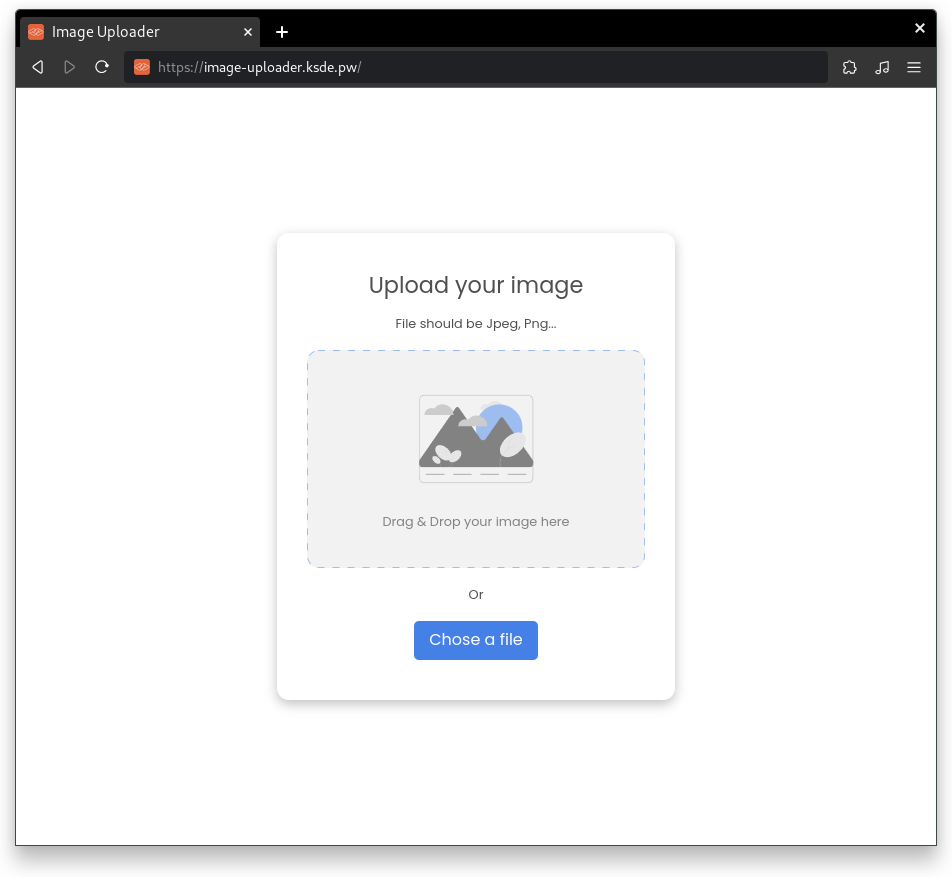 Image Uploader
https://image-uploader.ksde.pw/
Upload your image
File should be Jpeg, Png...
Drag & Drop your image here
Or
Chose a file